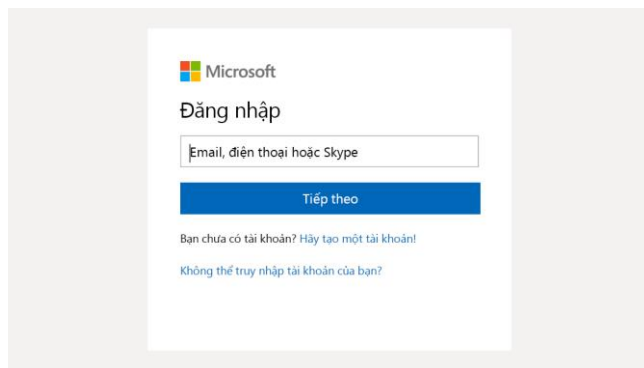 Microsoft
Đăng nhập
Email, điện thoại hoặc Skype
Tiếp theo
Bạn chưa có tài khoản? Hãy tạo một tài khoản!
Không thể truy nhập tài khoản của bạn?